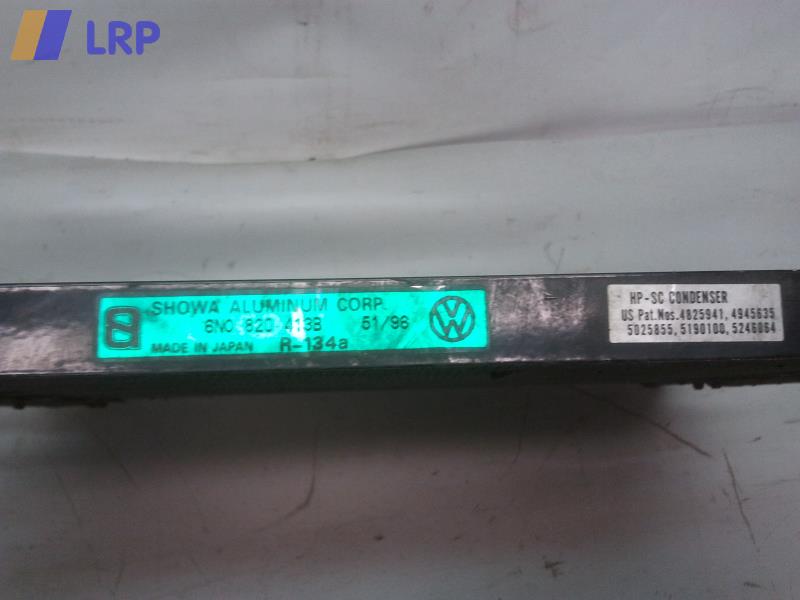 LRP
SHOWA ALUMINUM CORP.
6N0 820 413B 51/96
MADE IN JAPAN R-134a
VW
HP-SC CONDENSER
US Pat.Nos.4825941,4945635
5025855,5190100,5246064